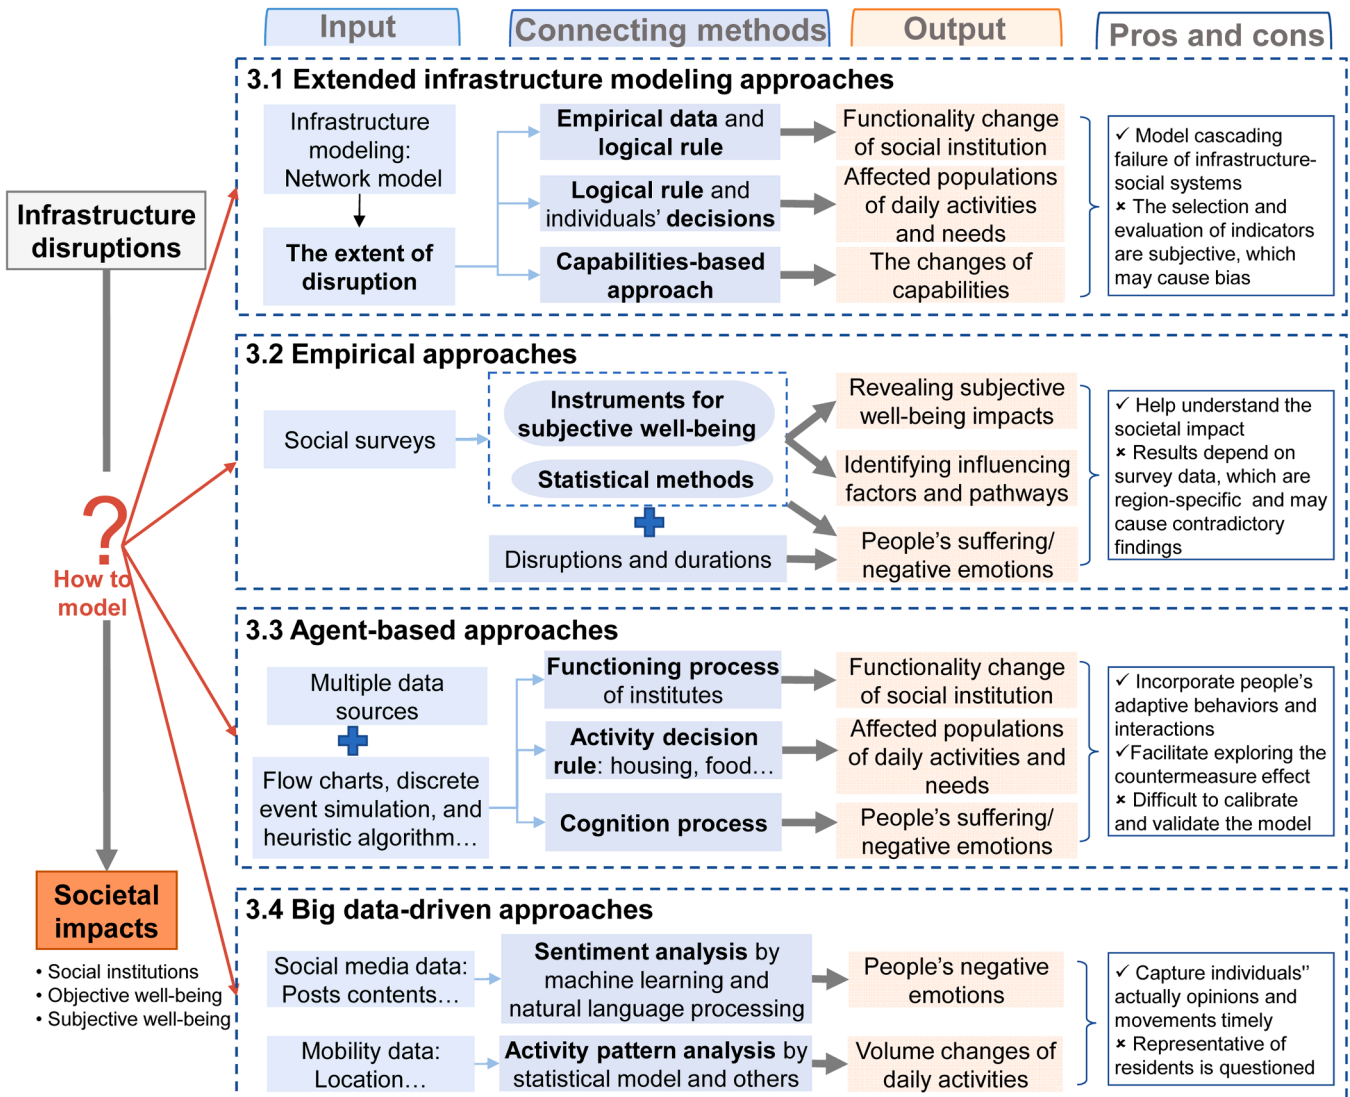 Input
Connecting methods
Output
Pros and cons
Infrastructure
disruptions
?
How to
model
Societal
impacts
• Social institutions
• Objective well-being
• Subjective well-being
3.1 Extended infrastructure modeling approaches
Infrastructure
modeling:
Network model
The extent of
disruption
Empirical data and
logical rule
Logical rule and
individuals’ decisions
Capabilities-based
approach
Functionality change
of social institution
Affected populations
of daily activities
and needs
The changes of
capabilities
✓ Model cascading
failure of infrastructure-
social systems
× The selection and
evaluation of indicators
are subjective, which
may cause bias
3.2 Empirical approaches
Social surveys
Instruments for
subjective well-being
Statistical methods
Disruptions and durations
Revealing subjective
well-being impacts
Identifying influencing
factors and pathways
People’s suffering/
negative emotions
✓ Help understand the
societal impact
× Results depend on
survey data, which are
region-specific and may
cause contradictory
findings
3.3 Agent-based approaches
Multiple data
sources
Flow charts, discrete
event simulation, and
heuristic algorithm…
Functioning process
of institutes
Activity decision
rule: housing, food…
Cognition process
Functionality change
of social institution
Affected populations
of daily activities and
needs
People’s suffering/
negative emotions
✓ Incorporate people’s
adaptive behaviors and
interactions
✓Facilitate exploring the
countermeasure effect
× Difficult to calibrate
and validate the model
3.4 Big data-driven approaches
Social media data:
Posts contents…
Mobility data:
Location…
Sentiment analysis by
machine learning and
natural language processing
Activity pattern analysis by
statistical model and others
People’s negative
emotions
Volume changes of
daily activities
✓ Capture individuals'’
actually opinions and
movements timely
× Representative of
residents is questioned